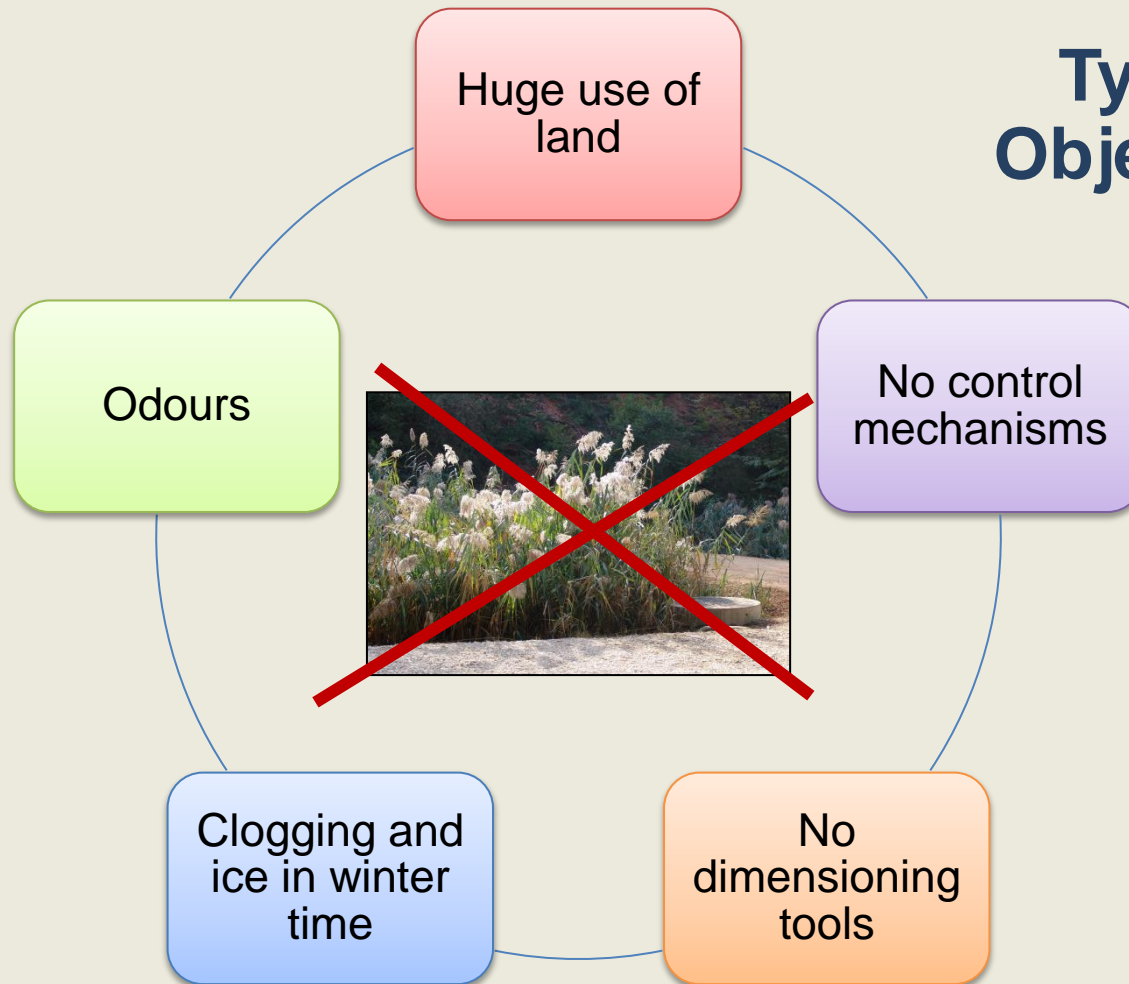 Huge use of
land
No control
mechanisms
No
dimensioning
tools
Clogging and
ice in winter
time
Odours